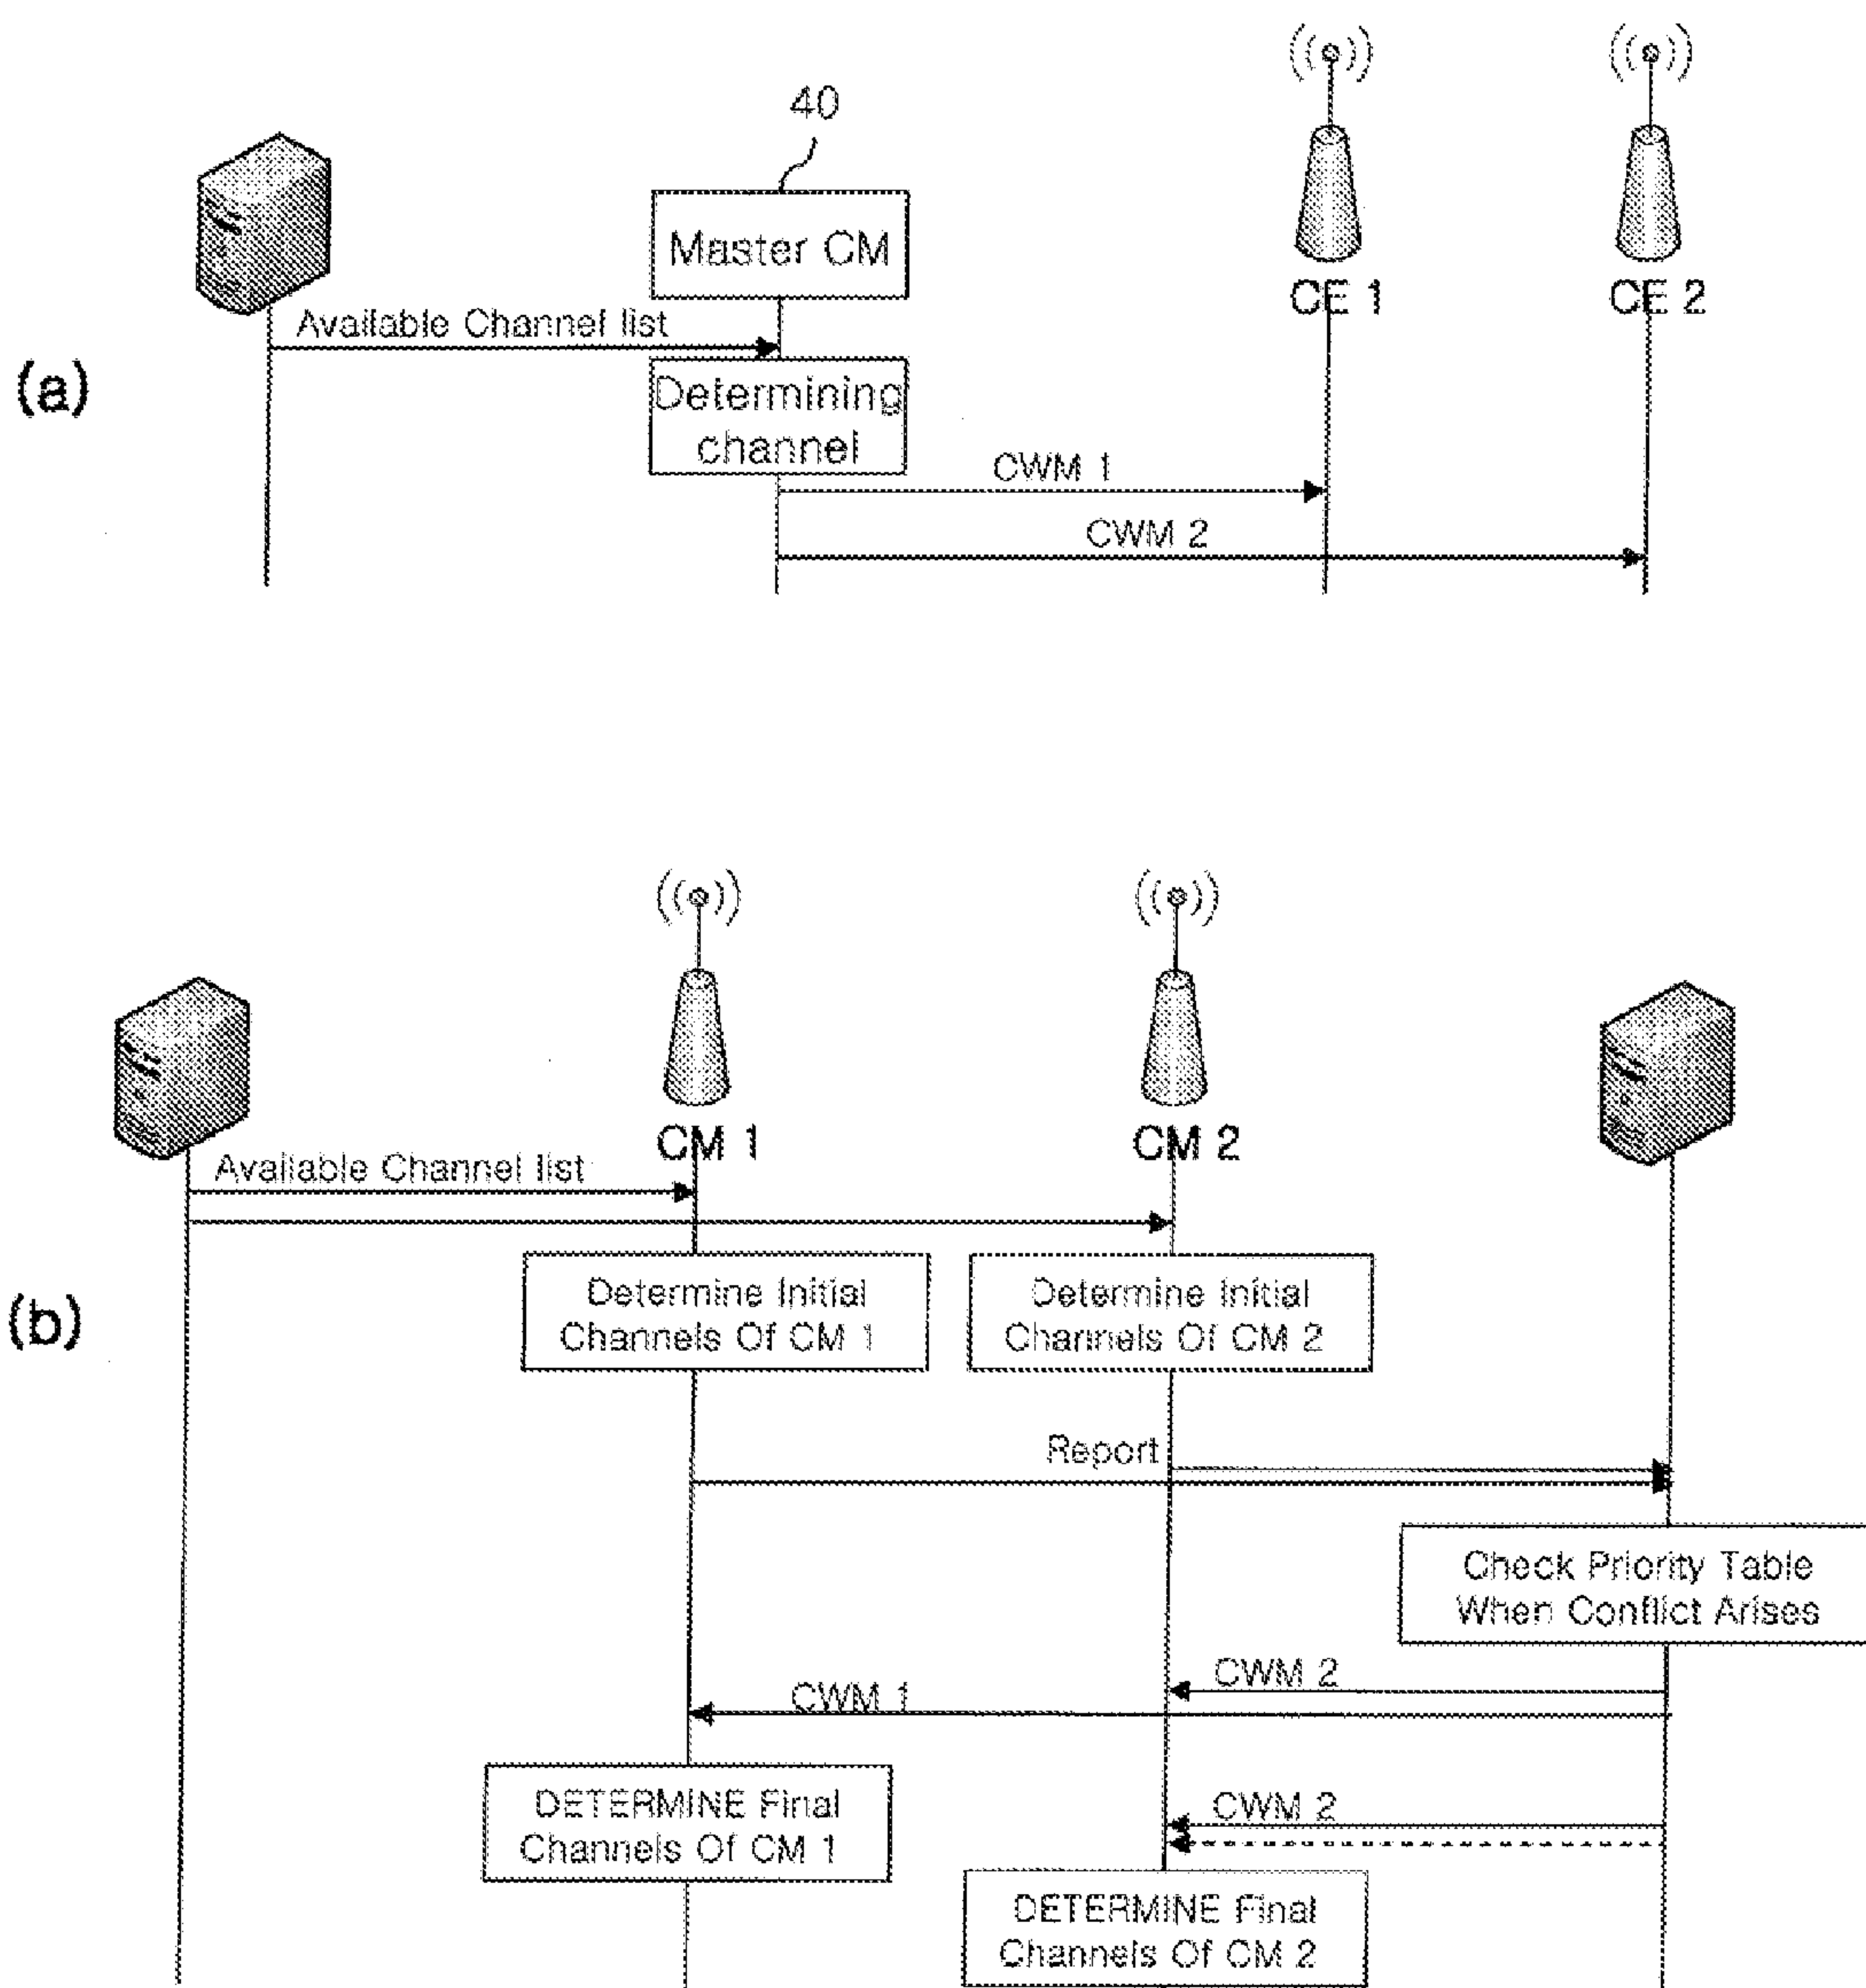 40
Master CM
CE 1
CE 2
Available Channel list
(a)
Determining
channel
CWM 1
CWM 2
CM 1
CM 2
Available Channel list
(b)
Determine Initial
Channels Of CM 1
Determine Initial
Channels Of CM 2
Report
Check Priority Table
When Conflict Arises
CWM 2
CWM 1
DETERMINE Final
Channels Of CM 1
CWM 2
DETERMINE Final
Channels Of CM 2